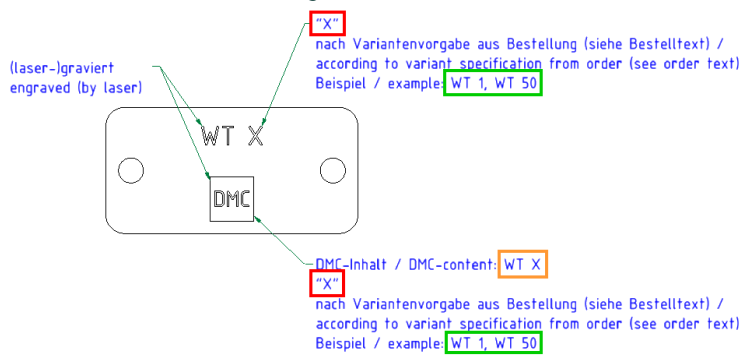 "X"
nach Variantenvorgabe aus Bestellung (siehe Bestelltext) /
according to variant specification from order (see order text)
Beispiel / example: WT 1, WT 50
(laser-)graviert
engraved (by laser)
WT X
DMC
DMC-Inhalt / DMC-content: WT X
"X"
nach Variantenvorgabe aus Bestellung (siehe Bestelltext) /
according to variant specification from order (see order text)
Beispiel / example: WT 1, WT 50